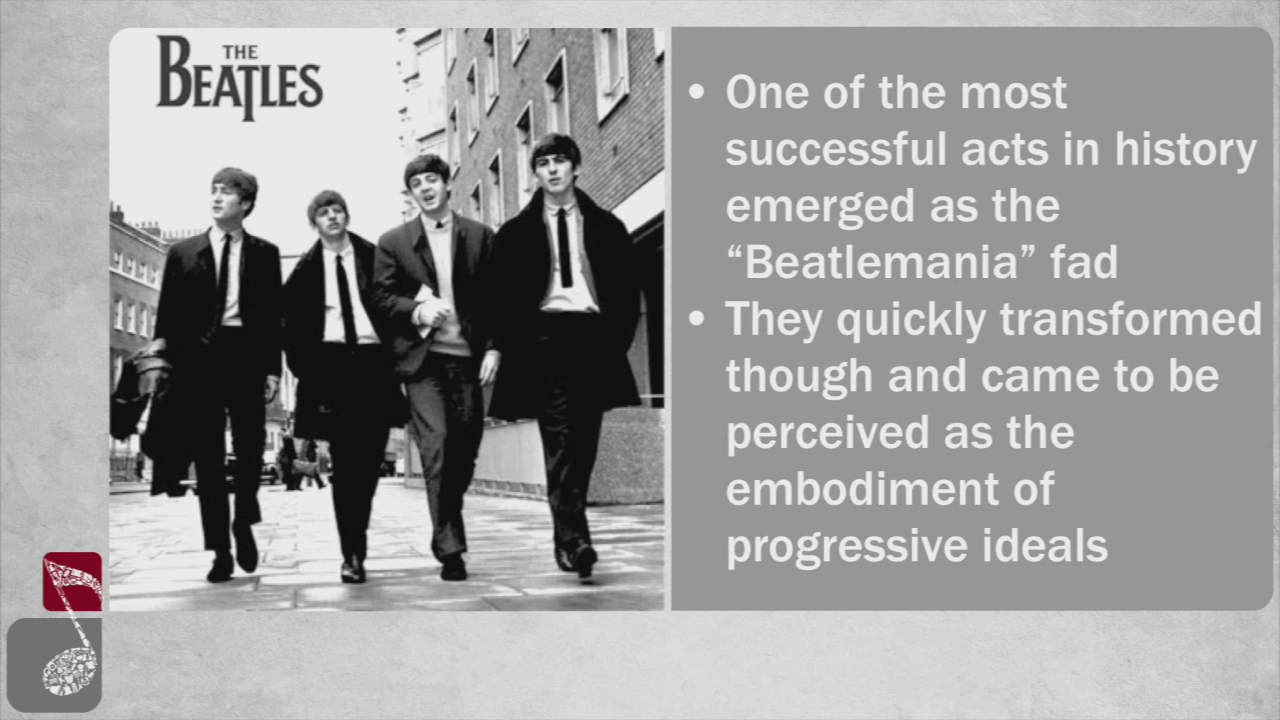 THE
BEATLES
• One of the most
successful acts in history
emerged as the
“Beatlemania” fad
• They quickly transformed
though and came to be
perceived as the
embodiment of
progressive ideals